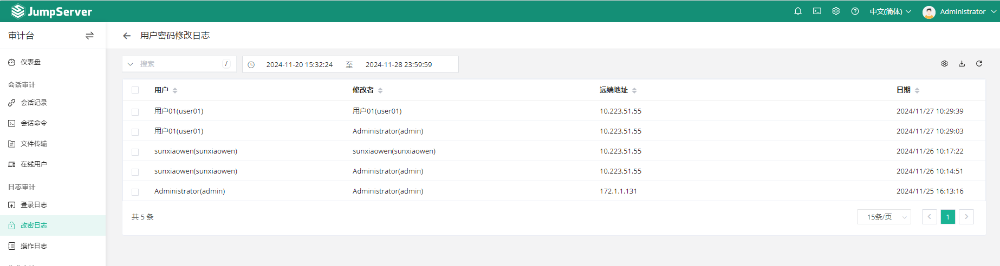 JumpServer
中文(简体)
Administrator
审计台
用户密码修改日志
仪表盘
会话审计
会话记录
会话命令
文件传输
在线用户
日志审计
登录日志
改密日志
操作日志
搜索 /
2024-11-20 15:32:24 至 2024-11-28 23:59:59
用户 修改者 远端地址 日期
用户01(user01) 用户01(user01) 10.223.51.55 2024/11/27 10:29:39
用户01(user01) Administrator(admin) 10.223.51.55 2024/11/27 10:29:03
sunxiaowen(sunxiaowen) sunxiaowen(sunxiaowen) 10.223.51.55 2024/11/26 10:17:22
sunxiaowen(sunxiaowen) Administrator(admin) 10.223.51.55 2024/11/26 10:14:51
Administrator(admin) Administrator(admin) 172.1.1.131 2024/11/25 16:13:16
共 5 条
15条/页
1